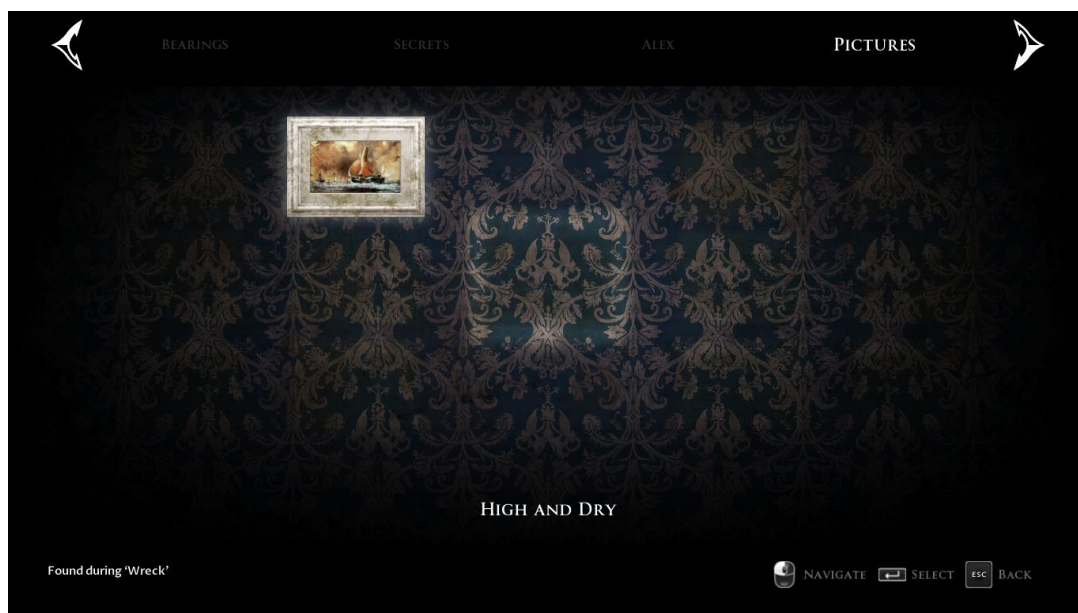 Bearings Secrets Alex Pictures
High and Dry
Found during ‘Wreck’
Navigate Select ESC Back